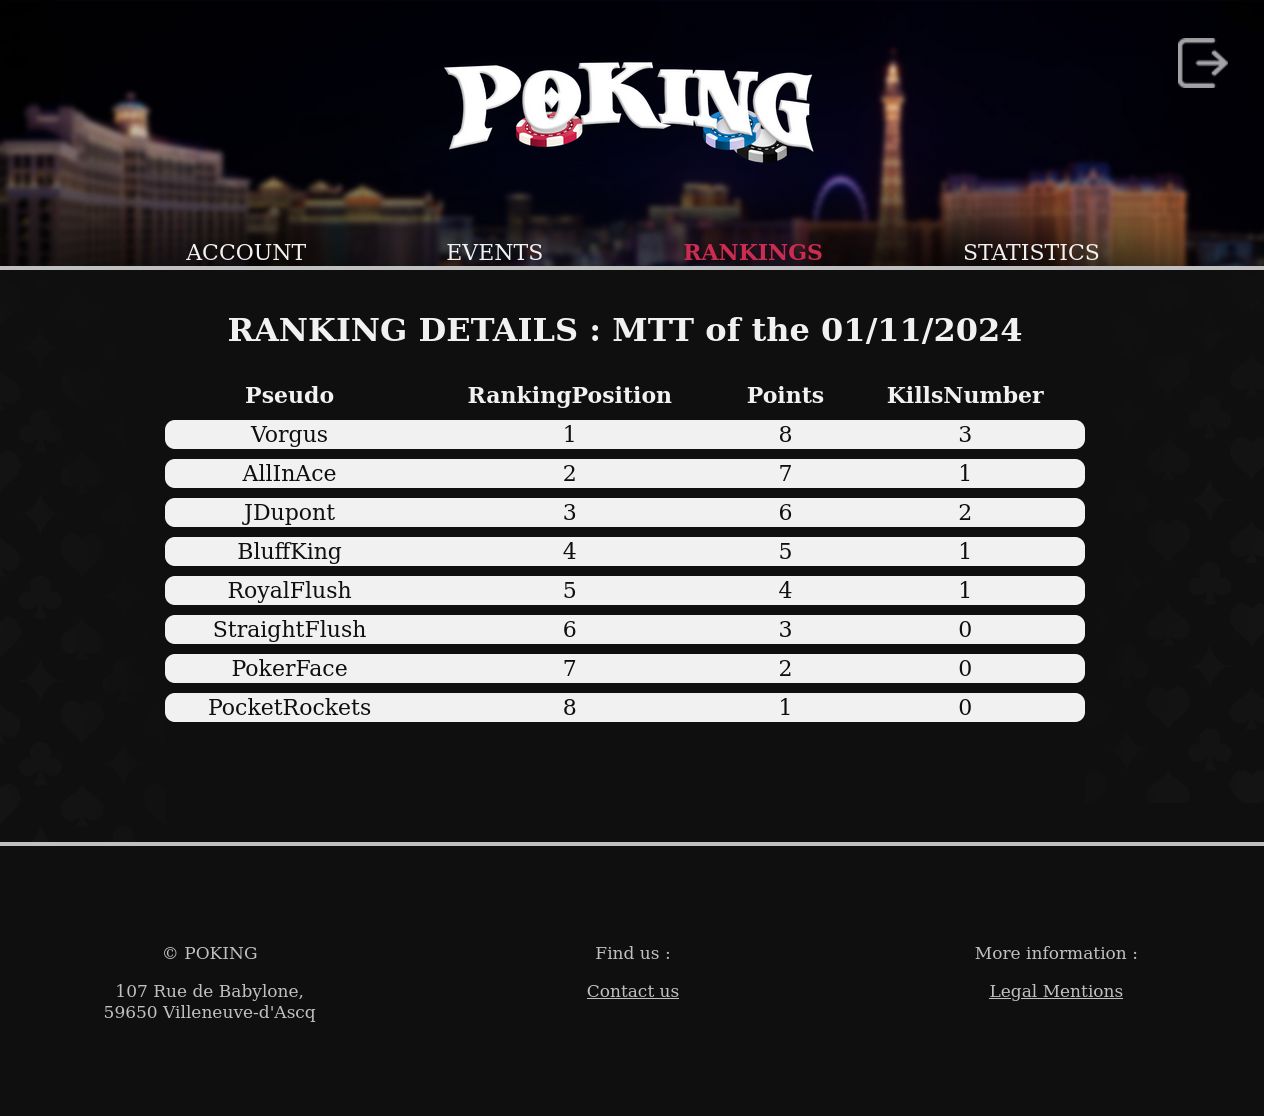 POKING
ACCOUNT EVENTS RANKINGS STATISTICS
RANKING DETAILS : MTT of the 01/11/2024
Pseudo RankingPosition Points KillsNumber
Vorgus 1 8 3
AllInAce 2 7 1
JDupont 3 6 2
BluffKing 4 5 1
RoyalFlush 5 4 1
StraightFlush 6 3 0
PokerFace 7 2 0
PocketRockets 8 1 0
© POKING Find us : More information :
107 Rue de Babylone, Contact us Legal Mentions
59650 Villeneuve-d'Ascq